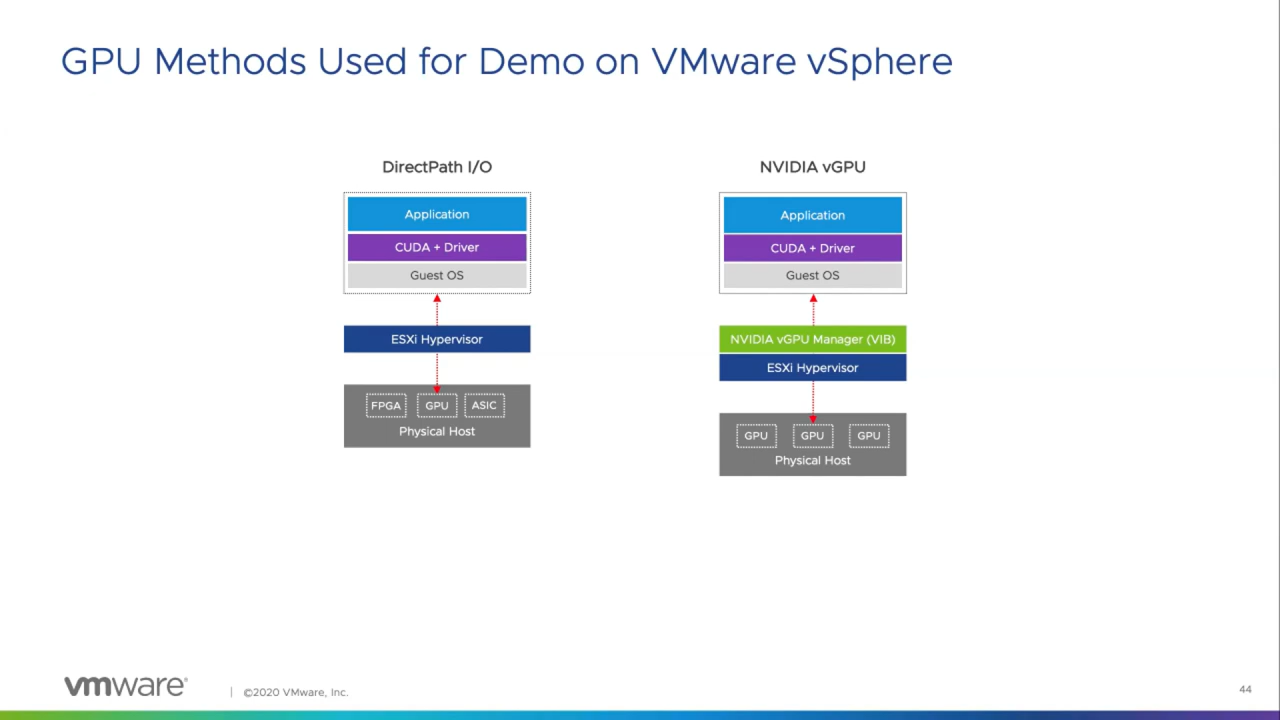 GPU Methods Used for Demo on VMware vSphere
DirectPath I/O
Application
CUDA + Driver
Guest OS
ESXi Hypervisor
FPGA
GPU
ASIC
Physical Host
NVIDIA vGPU
Application
CUDA + Driver
Guest OS
NVIDIA vGPU Manager (VIB)
ESXi Hypervisor
GPU
GPU
GPU
Physical Host
vmware®
©2020 VMware, Inc.
44